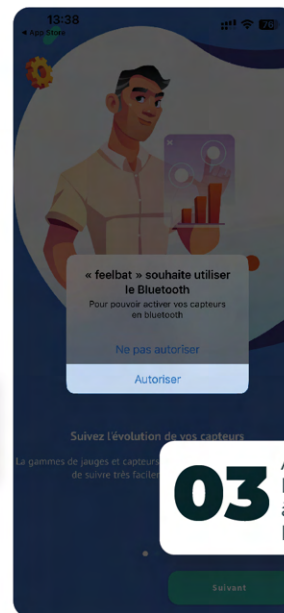 13:38
◂ App Store
76
« feelbat » souhaite utiliser
le Bluetooth
Pour pouvoir activer vos capteurs
en bluetooth
Ne pas autoriser
Autoriser
Suivez l'évolution de vos capteurs
La gammes de jauges et capteurs
de suivre très
03
Suivant